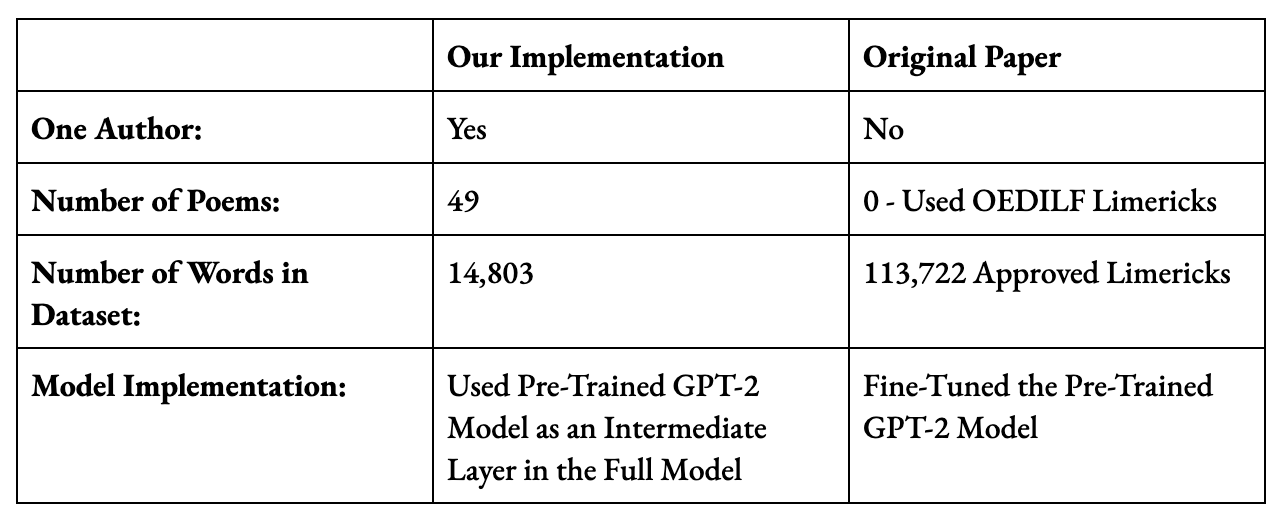 Our Implementation
Original Paper
One Author:
Yes
No
Number of Poems:
49
0 - Used OEDILF Limericks
Number of Words in
Dataset:
14,803
113,722 Approved Limericks
Model Implementation:
Used Pre-Trained GPT-2
Model as an Intermediate
Layer in the Full Model
Fine-Tuned the Pre-Trained
GPT-2 Model